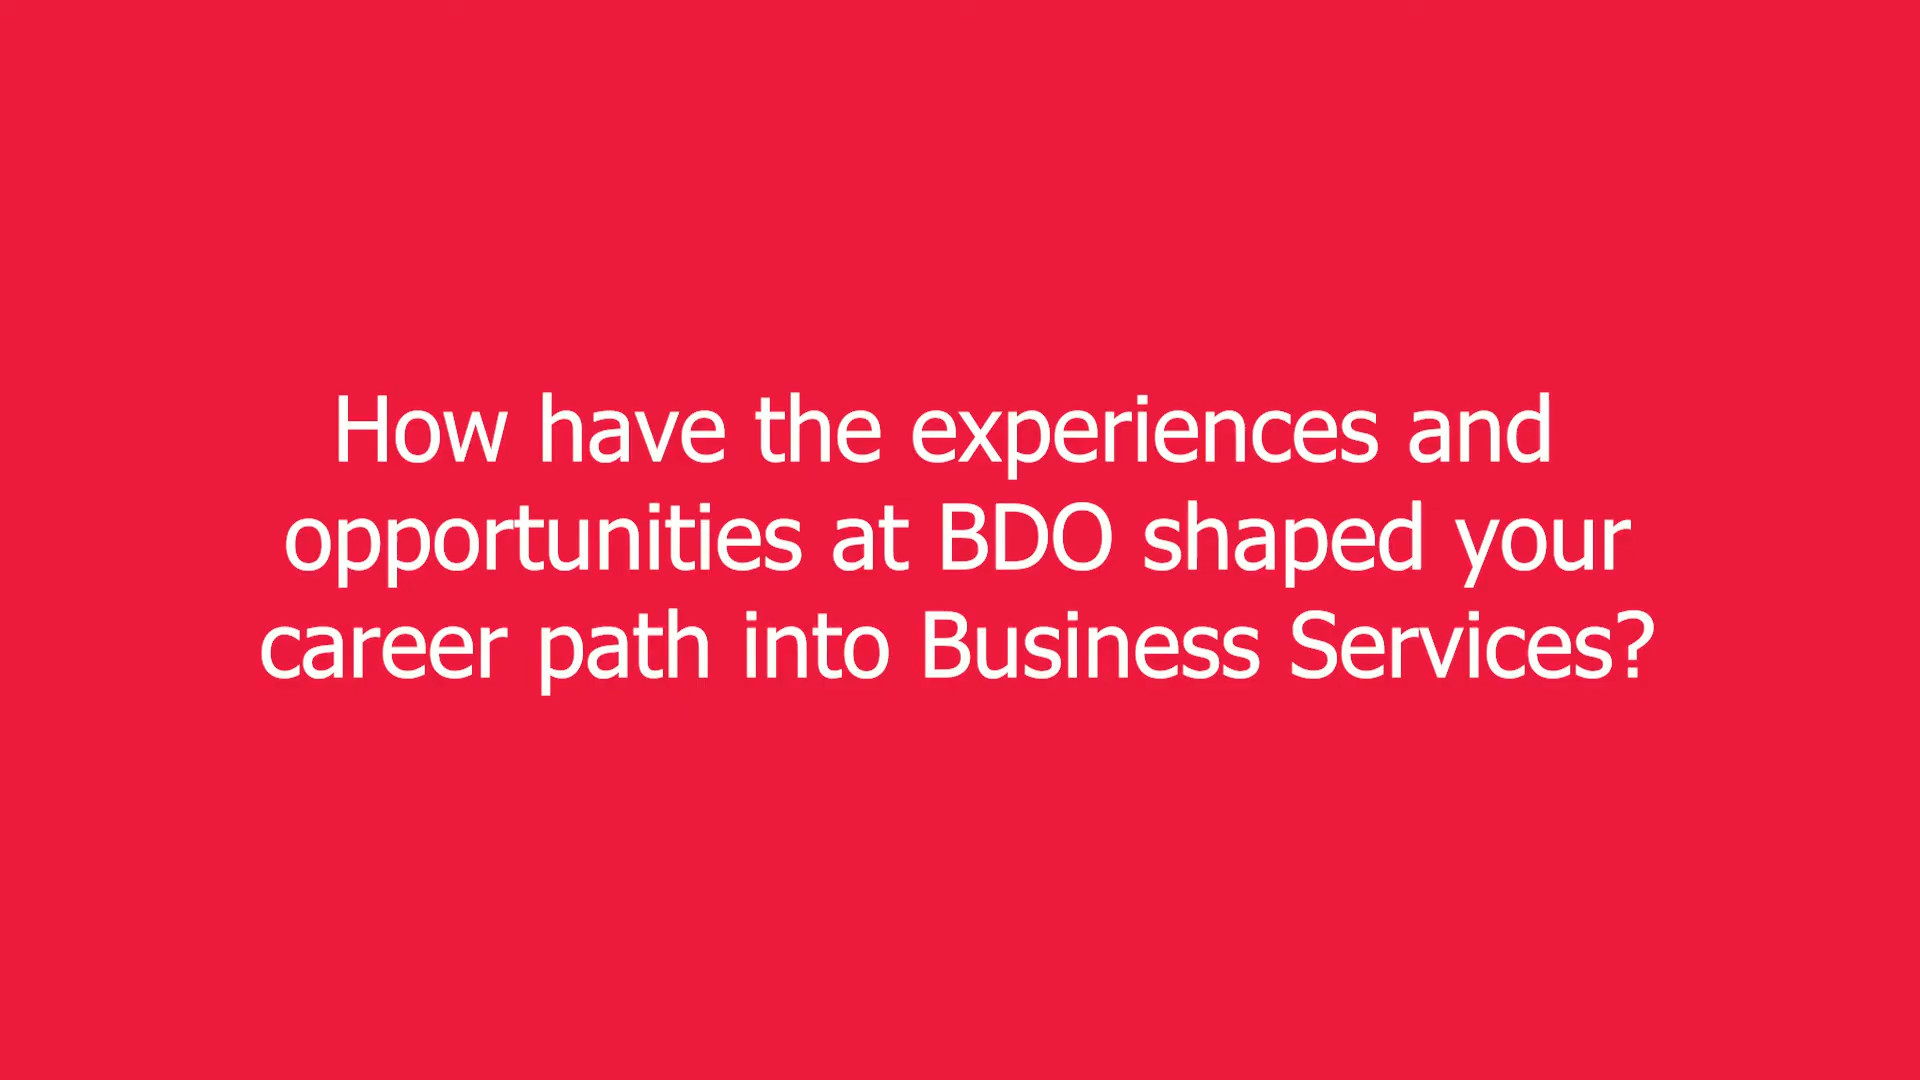 How have the experiences and
opportunities at BDO shaped your
career path into Business Services?